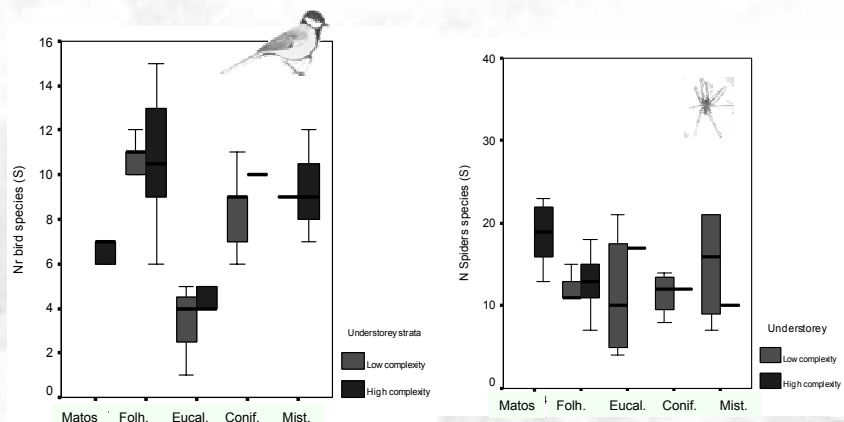 Nr bird species (S)
16
14
12
10
8
6
4
2
0
Matos Folh. Eucal. Conif. Mist.
Understorey strata
Low complexity
High complexity
N Spiders species (S)
40
30
20
10
0
Matos Folh. Eucal. Conif. Mist.
Understorey
Low complexity
High complexity